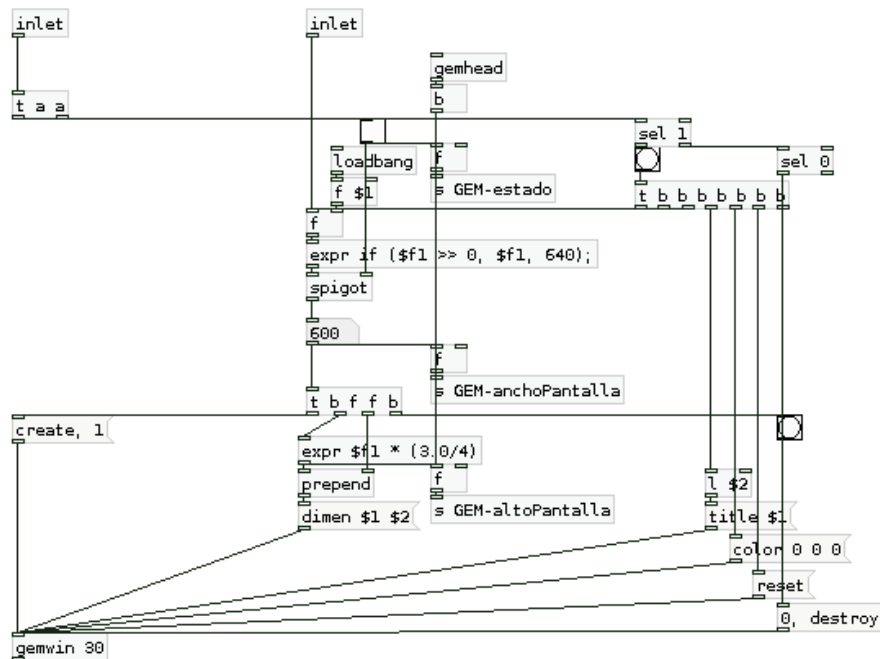 inlet
inlet
gemhead
t a a
b
sel 1
loadbang
f
sel 0
f $1
s GEM-estado
t b b b b b b b
f
expr if ($f1 >> 0, $f1, 640);
spigot
600
f
s GEM-anchoPantalla
t b f f b
create, 1
expr $f1 * (3.0/4)
prepend
f
l $2
dimen $1 $2
s GEM-altoPantalla
title $1
color 0 0 0
reset
0, destroy
gemwin 30